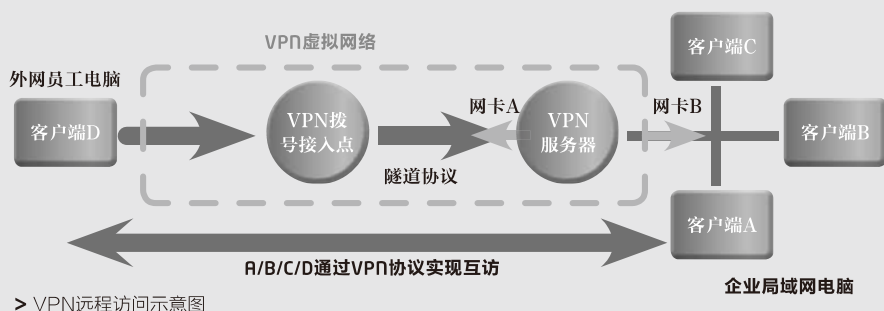 VPN虚拟网络
外网员工电脑
客户端D
VPN拨
号接入点
隧道协议
网卡A
VPN
服务器
网卡B
客户端C
客户端B
客户端A
A/B/C/D通过VPN协议实现互访
企业局域网电脑
> VPN远程访问示意图